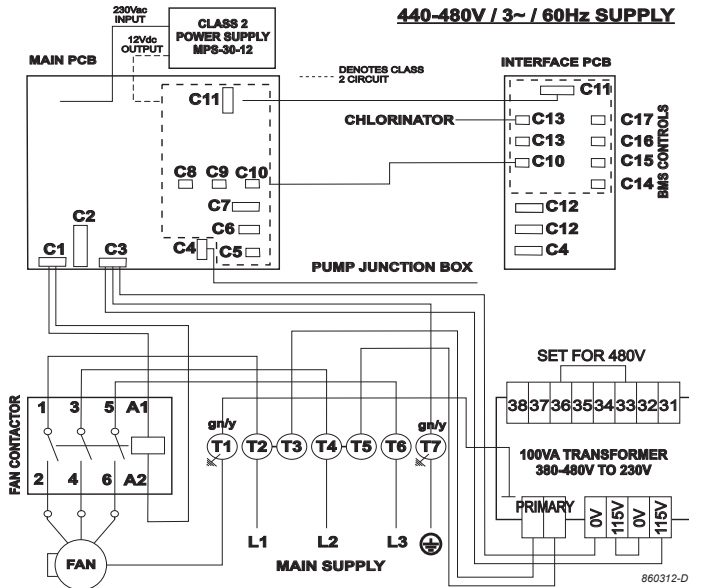 440-480V / 3~ / 60Hz SUPPLY
230Vac
INPUT
12Vdc
OUTPUT
CLASS 2
POWER SUPPLY
MPS-30-12
MAIN PCB
DENOTES CLASS
2 CIRCUIT
INTERFACE PCB
C11
C11
CHLORINATOR
C13
C17
C13
C16
C10
C15
C14
BMS CONTROLS
C8 C9 C10
C7
C6
C5
C4
C2
C1
C3
C12
C12
C4
PUMP JUNCTION BOX
SET FOR 480V
38 37 36 35 34 33 32 31
100VA TRANSFORMER
380-480V TO 230V
PRIMARY
0V
115V
0V
115V
FAN CONTACTOR
1 3 5 A1
2 4 6 A2
FAN
gn/y
gn/y
T1 T2 T3 T4 T5 T6 T7
L1 L2 L3
MAIN SUPPLY
860312-D